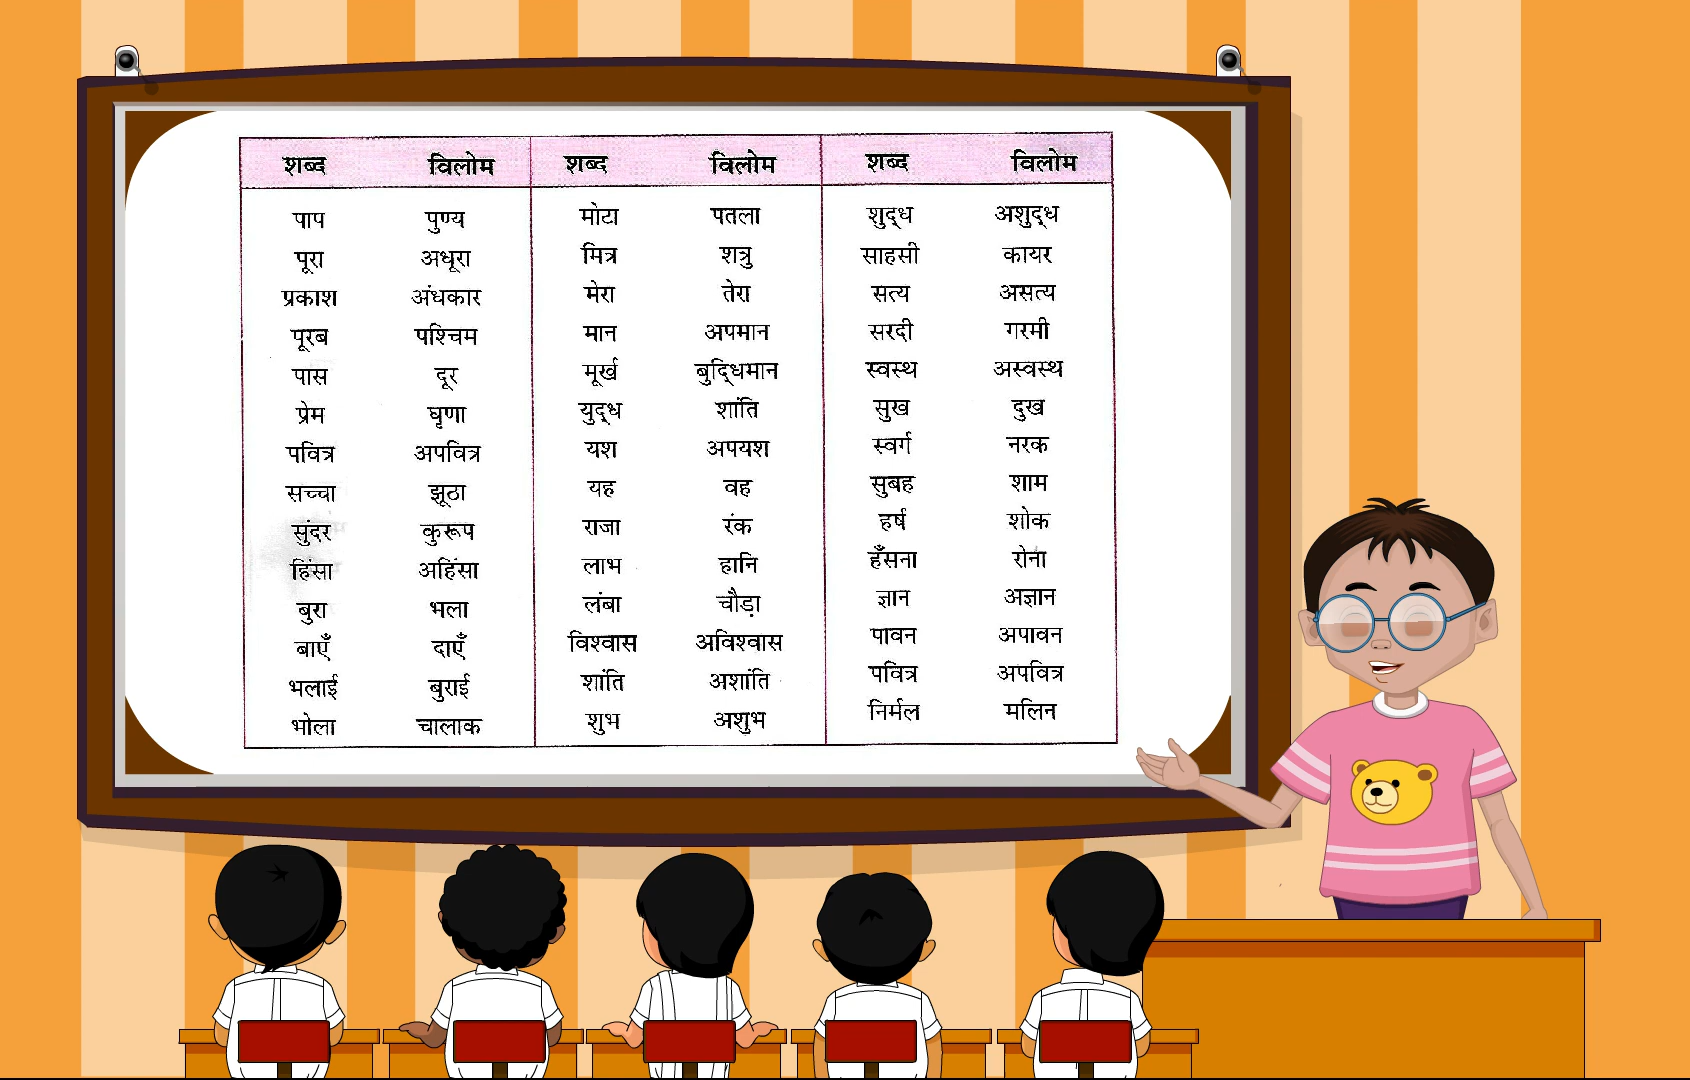 शब्द विलोम शब्द विलोम शब्द विलोम
पाप पुण्य मोटा पतला शुद्ध अशुद्ध
पूरा अधूरा मित्र शत्रु साहसी कायर
प्रकाश अंधकार मेरा तेरा सत्य असत्य
पूरब पश्चिम मान अपमान सरदी गरमी
पास दूर मूर्ख बुद्धिमान स्वस्थ अस्वस्थ
प्रेम घृणा युद्ध शांति सुख दुख
पवित्र अपवित्र यश अपयश स्वर्ग नरक
सच्चा झूठा यह वह सुबह शाम
सुंदर कुरूप राजा रंक हर्ष शोक
हिंसा अहिंसा लाभ हानि हँसना रोना
बुरा भला लंबा चौड़ा ज्ञान अज्ञान
बाएँ दाएँ विश्वास अविश्वास पावन अपावन
भलाई बुराई शांति अशांति पवित्र अपवित्र
भोला चालाक शुभ अशुभ निर्मल मलिन